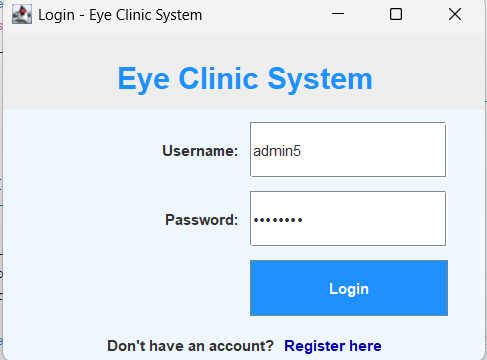 Login - Eye Clinic System
Eye Clinic System
Username: admin5
Password: ••••••••
Login
Don't have an account? Register here